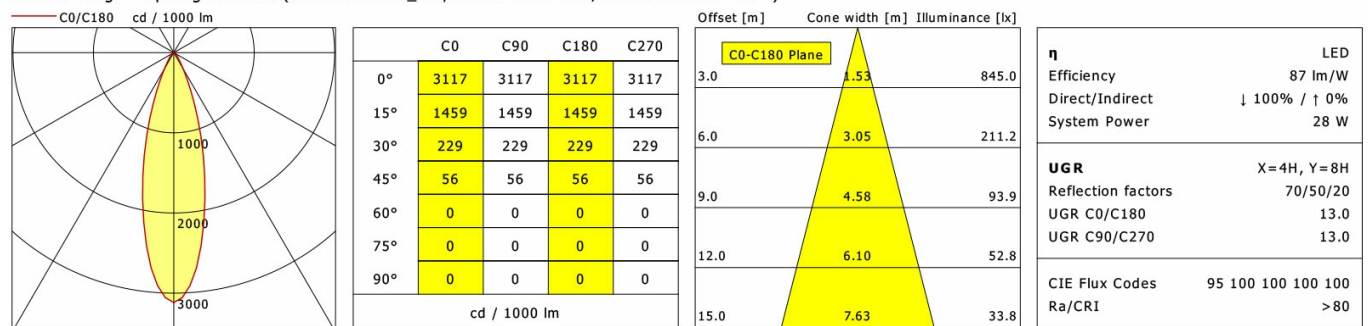 C0/C180 cd / 1000 lm
1000
2000
3000
C0 C90 C180 C270
0° 3117 3117 3117 3117
15° 1459 1459 1459 1459
30° 229 229 229 229
45° 56 56 56 56
60° 0 0 0 0
75° 0 0 0 0
90° 0 0 0 0
cd / 1000 lm
Offset [m] Cone width [m] Illuminance [lx]
C0-C180 Plane
3.0 1.53 845.0
6.0 3.05 211.2
9.0 4.58 93.9
12.0 6.10 52.8
15.0 7.63 33.8
η LED
Efficiency 87 lm/W
Direct/Indirect ↓ 100% / ↑ 0%
System Power 28 W
UGR X=4H, Y=8H
Reflection factors 70/50/20
UGR C0/C180 13.0
UGR C90/C270 13.0
CIE Flux Codes 95 100 100 100 100
Ra/CRI >80